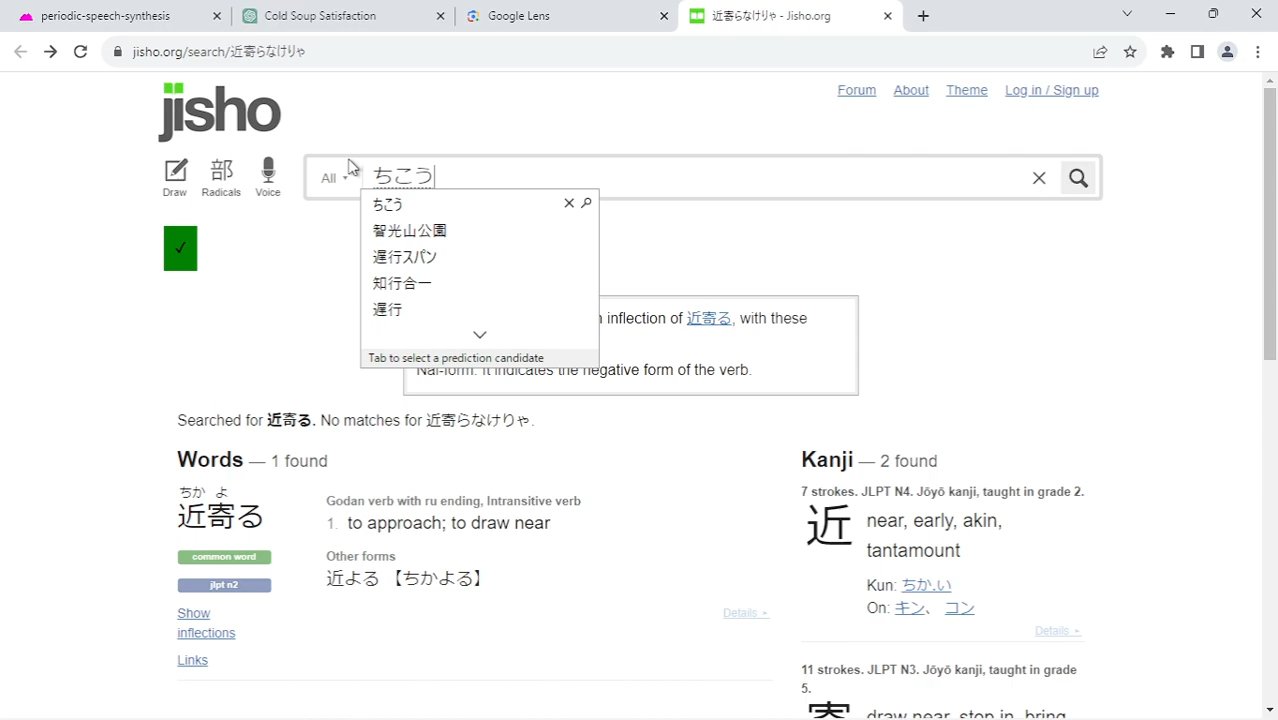 periodic-speech-synthesis
Cold Soup Satisfaction
Google Lens
近寄らなけりゃ - Jisho.org
jisho.org/search/近寄らなけりゃ
jisho
Forum About Theme Log in / Sign up
Draw
部
Radicals
Voice
All
ちこう
ちこう
智光山公園
遅行スパン
知行合一
遅行
Tab to select a prediction candidate
✓
inflection of 近寄る, with these
Nai-form. It indicates the negative form of the verb.
Searched for 近寄る. No matches for 近寄らなけりゃ.
Words — 1 found
ちか よ
近寄る
common word
jlpt n2
Show
inflections
Links
Godan verb with ru ending, Intransitive verb
1. to approach; to draw near
Other forms
近よる 【ちかよる】
Details ▸
Kanji — 2 found
7 strokes. JLPT N4. Jōyō kanji, taught in grade 2.
近
near, early, akin,
tantamount
Kun: ちか.い
On: キン、 コン
Details ▸
11 strokes. JLPT N3. Jōyō kanji, taught in grade
5.
寄
draw near, stop in, bring